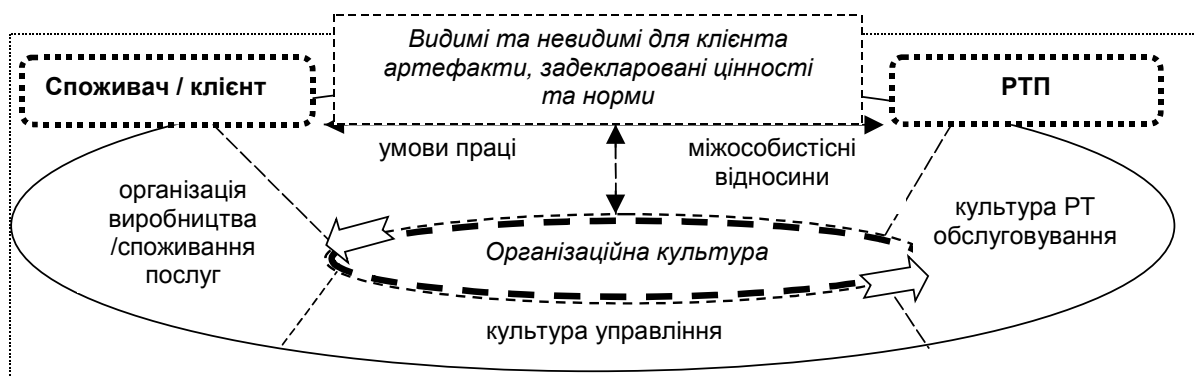 Видимі та невидимі для клієнта
артефакти, задекларовані цінності
та норми
Споживач / клієнт
РТП
умови праці
міжособистісні
відносини
організація
виробництва
/споживання
послуг
культура РТ
обслуговування
Організаційна культура
культура управління